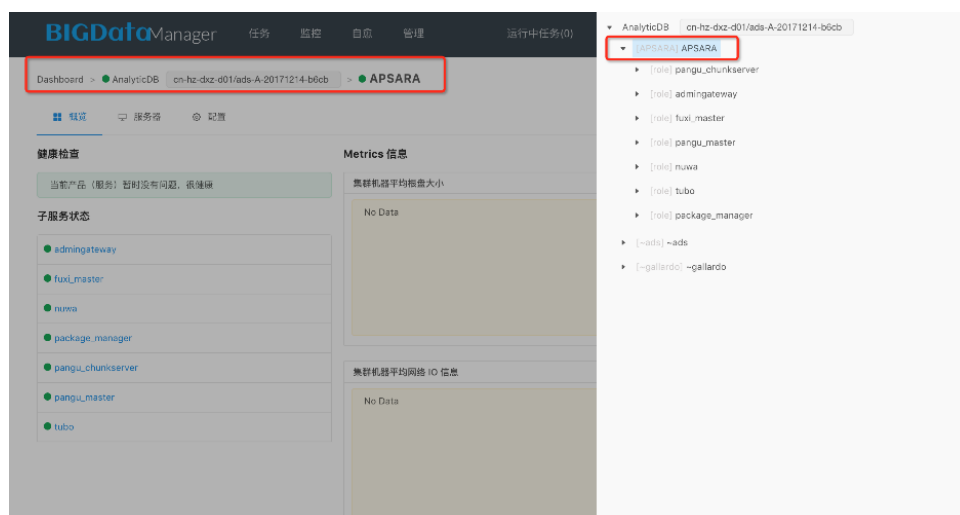 BIGDataManager 任务 监控 自愈 管理 运行中任务(0)
Dashboard > AnalyticDB cn-hz-dxz-d01/ads-A-20171214-b6cb > APSARA
概览 服务器 配置
健康检查
当前产品（服务）暂时没有问题，很健康
子服务状态
admingateway
fuxi_master
nuwa
package_manager
pangu_chunkserver
pangu_master
tubo
Metrics 信息
集群机器平均磁盘大小
No Data
集群机器平均网络 IO 信息
No Data
AnalyticDB cn-hz-dxz-d01/ads-A-20171214-b6cb
[APSARA] APSARA
[role] pangu_chunkserver
[role] admingateway
[role] fuxi_master
[role] pangu_master
[role] nuwa
[role] tubo
[role] package_manager
[~ads] ~ads
[~gallardo] ~gallardo